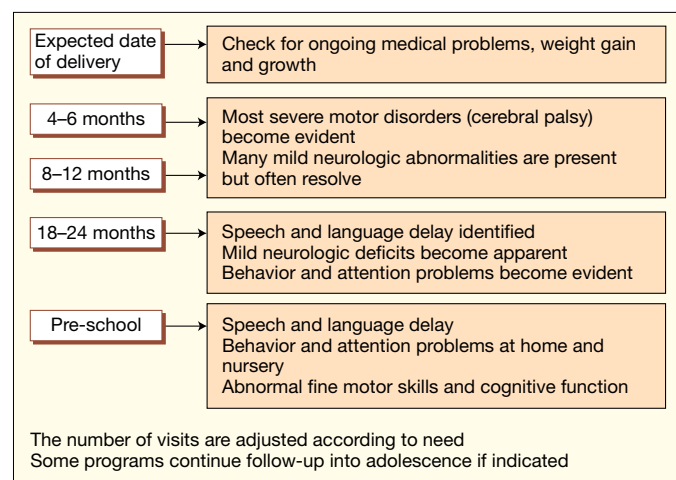 Expected date
of delivery
Check for ongoing medical problems, weight gain
and growth
4–6 months
Most severe motor disorders (cerebral palsy)
become evident
Many mild neurologic abnormalities are present
but often resolve
8–12 months
18–24 months
Speech and language delay identified
Mild neurologic deficits become apparent
Behavior and attention problems become evident
Pre-school
Speech and language delay
Behavior and attention problems at home and
nursery
Abnormal fine motor skills and cognitive function
The number of visits are adjusted according to need
Some programs continue follow-up into adolescence if indicated